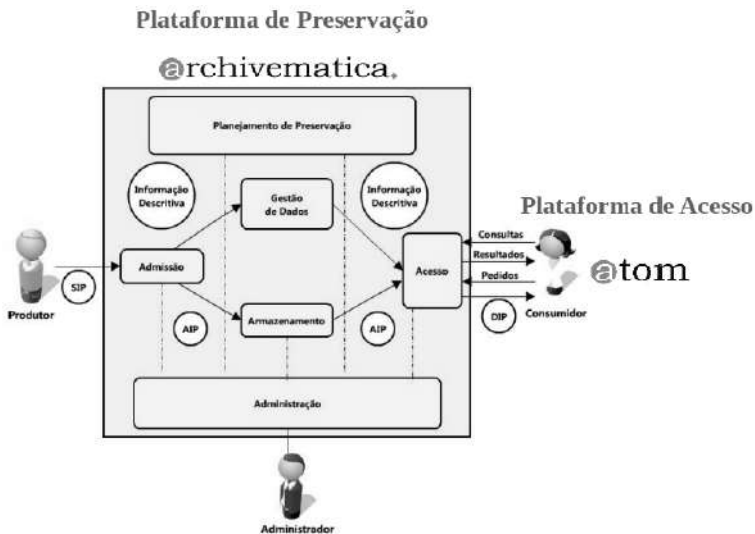 Plataforma de Preservação
archivematica.
Planejamento de Preservação
Informação
Descritiva
Gestão
de Dados
Informação
Descritiva
Plataforma de Acesso
Consultas
Resultados
Pedidos
atom
Admissão
Acesso
SIP
Produtor
AIP
Armazenamento
AIP
DIP
Consumidor
Administração
Administrador